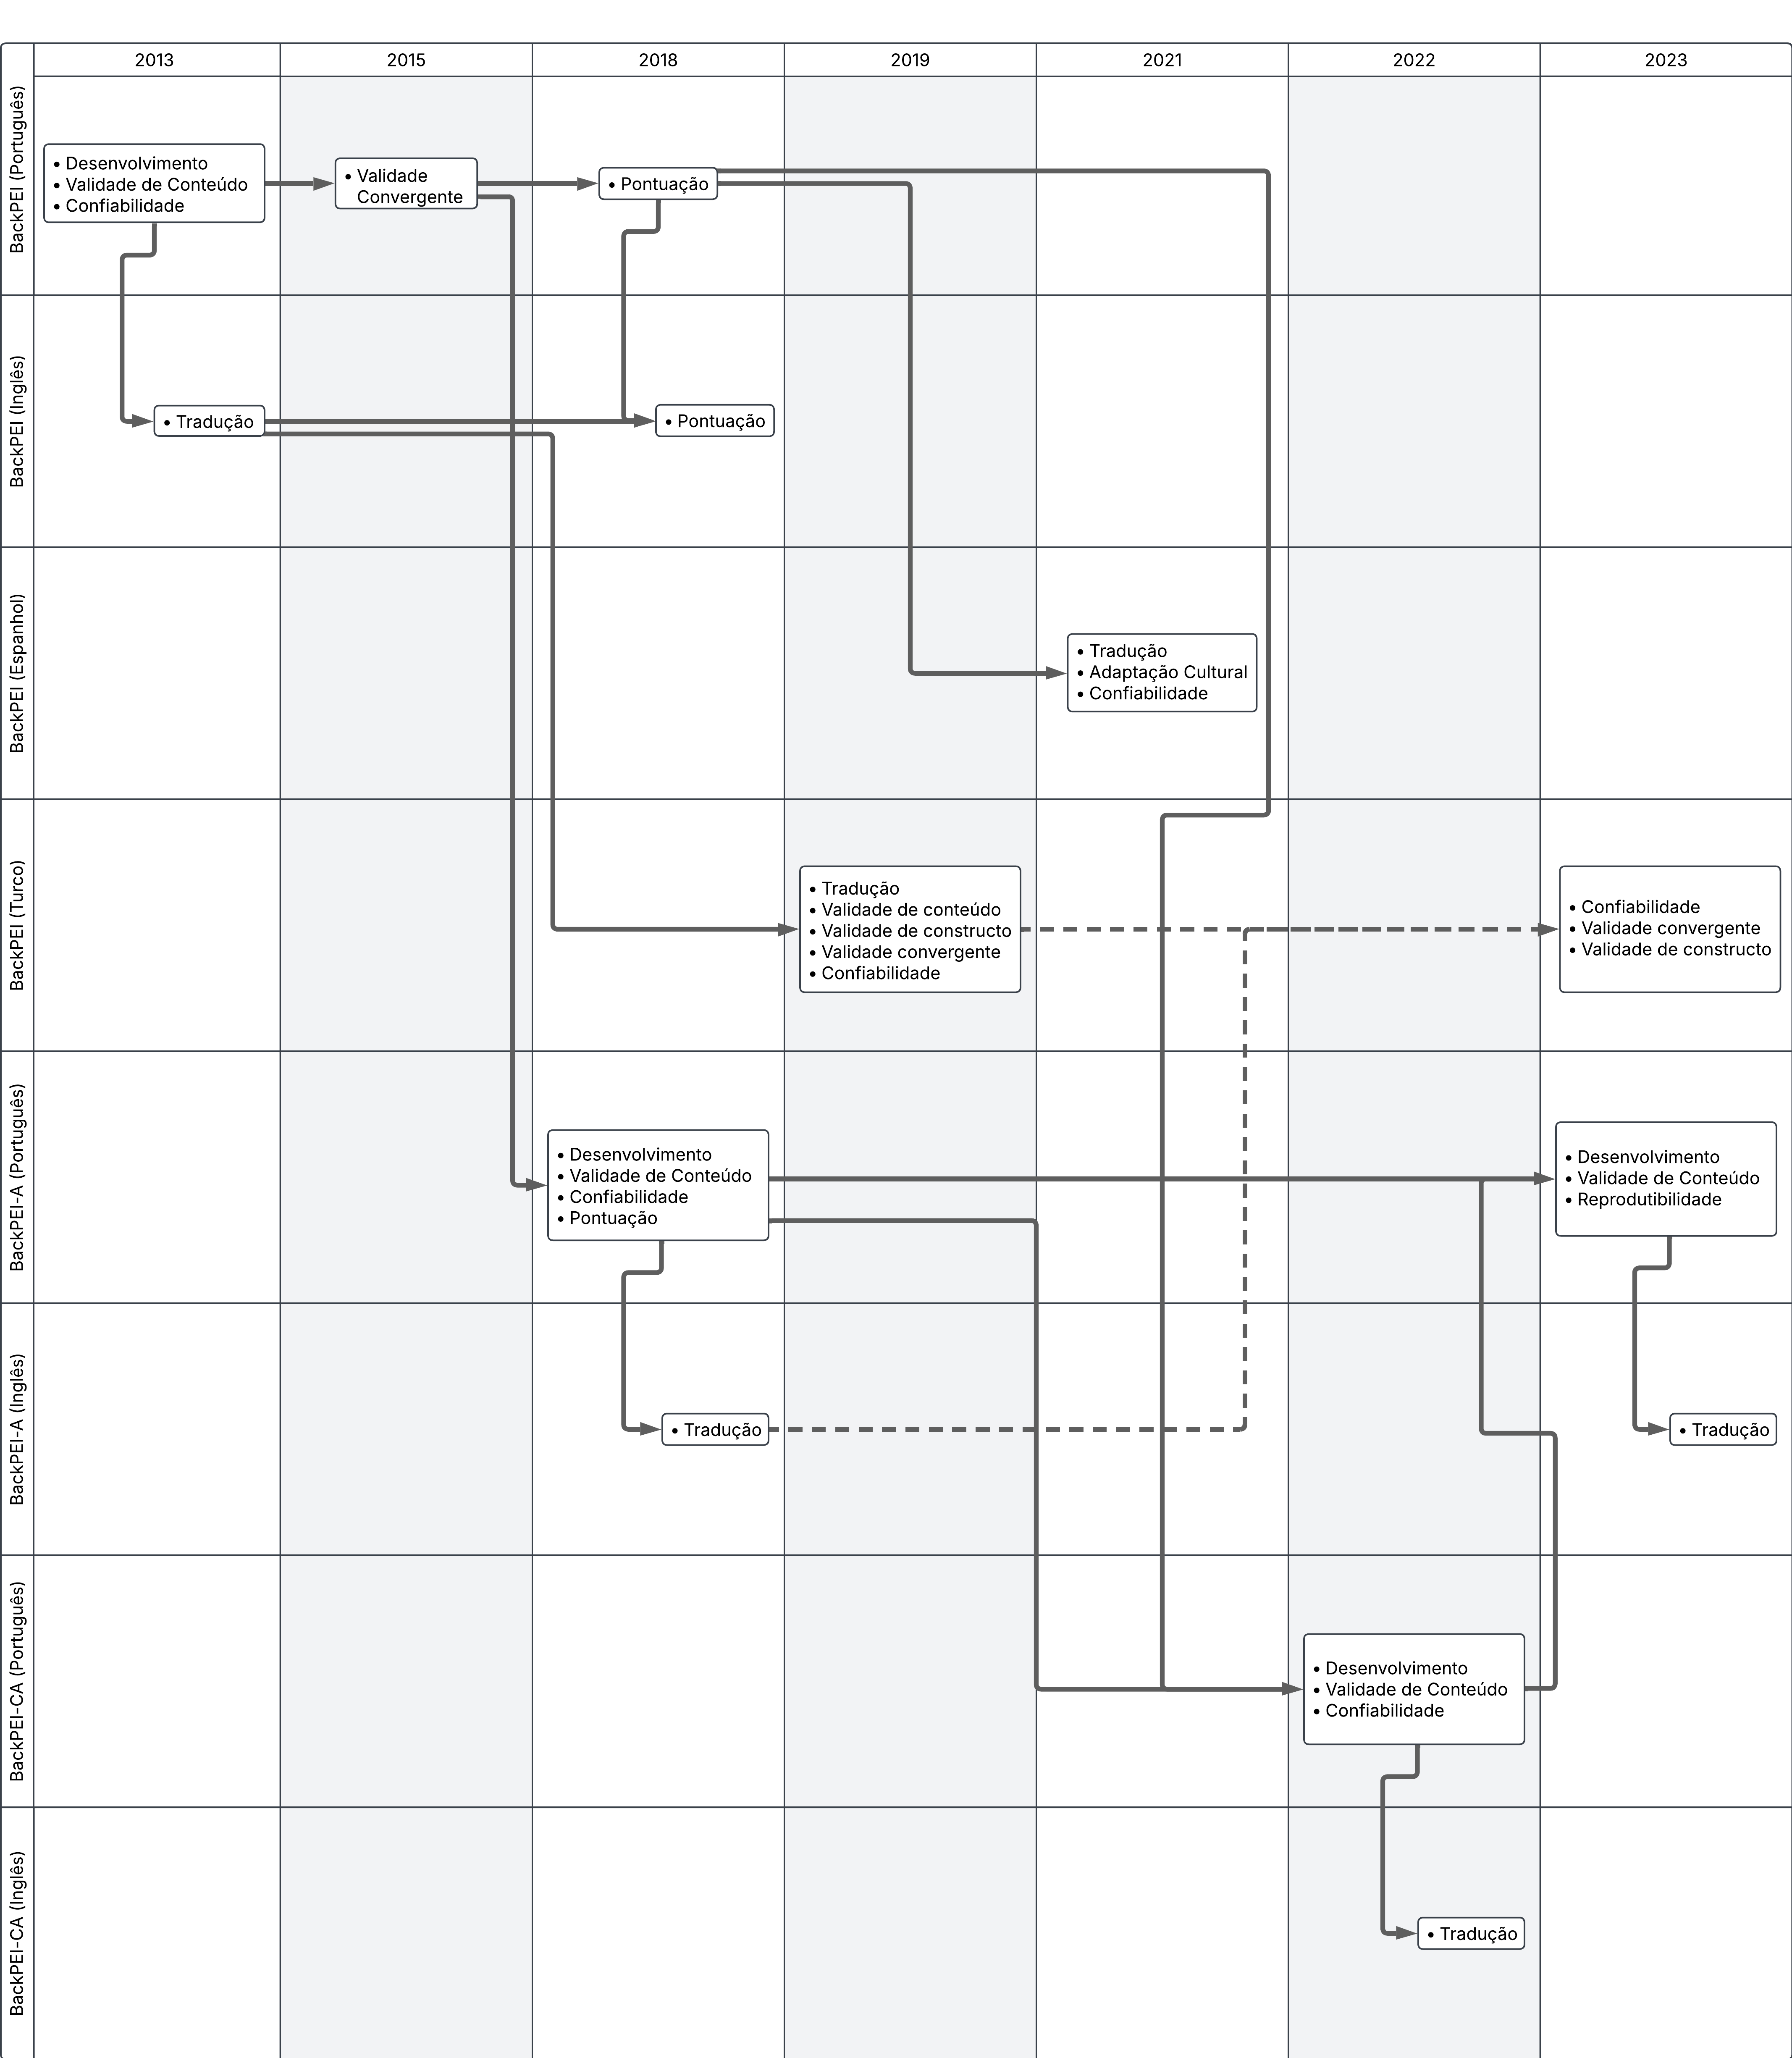 2013
2015
2018
2019
2021
2022
2023
BackPEI (Português)
• Desenvolvimento
• Validade de Conteúdo
• Confiabilidade
• Validade
Convergente
• Pontuação
BackPEI (Inglês)
• Tradução
• Pontuação
BackPEI (Espanhol)
• Tradução
• Adaptação Cultural
• Confiabilidade
BackPEI (Turco)
• Tradução
• Validade de conteúdo
• Validade de constructo
• Validade convergente
• Confiabilidade
• Confiabilidade
• Validade convergente
• Validade de constructo
BackPEI-A (Português)
• Desenvolvimento
• Validade de Conteúdo
• Confiabilidade
• Pontuação
• Desenvolvimento
• Validade de Conteúdo
• Reprodutibilidade
BackPEI-A (Inglês)
• Tradução
• Tradução
BackPEI-CA (Português)
• Desenvolvimento
• Validade de Conteúdo
• Confiabilidade
BackPEI-CA (Inglês)
• Tradução